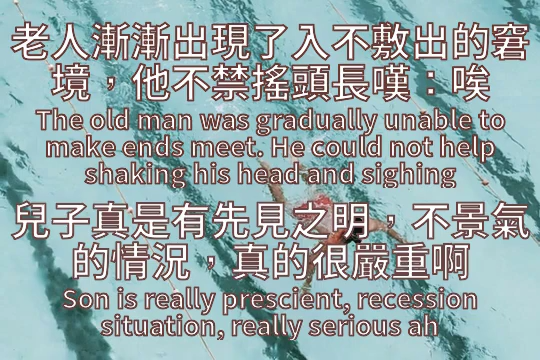 老人漸漸出現了入不敷出的窘
境，他不禁搖頭長嘆：唉
The old man was gradually unable to
make ends meet. He could not help
shaking his head and sighing
兒子真是有先見之明，不景氣
的情況，真的很嚴重啊
Son is really prescient, recession
situation, really serious ah